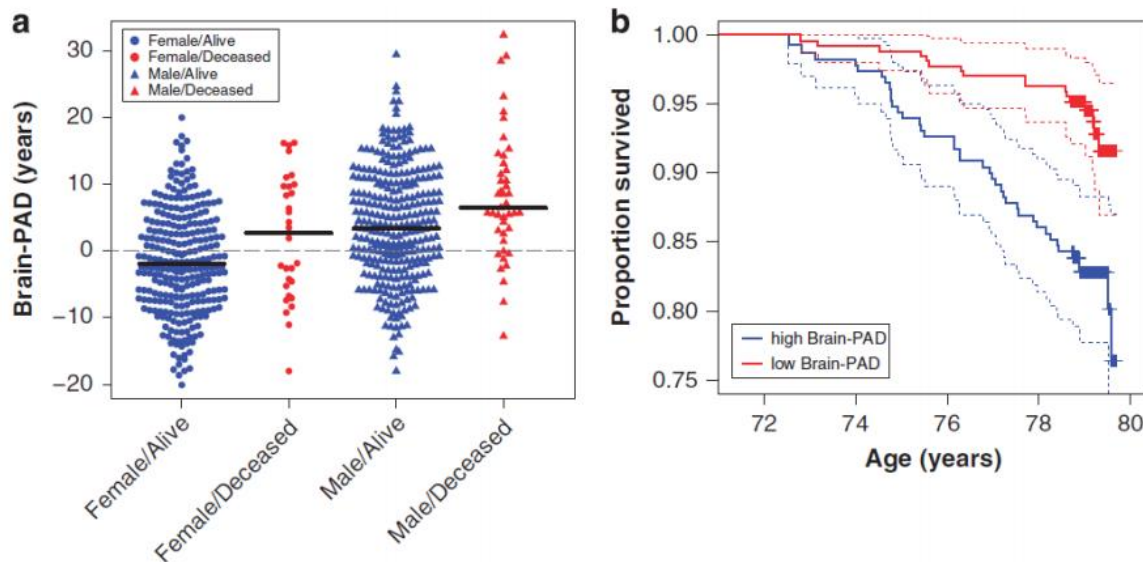 a
Brain-PAD (years)
30
20
10
0
−10
−20
Female/Alive
Female/Deceased
Male/Alive
Male/Deceased
Female/Alive
Female/Deceased
Male/Alive
Male/Deceased
b
Proportion survived
1.00
0.95
0.90
0.85
0.80
0.75
high Brain-PAD
low Brain-PAD
72 74 76 78 80
Age (years)